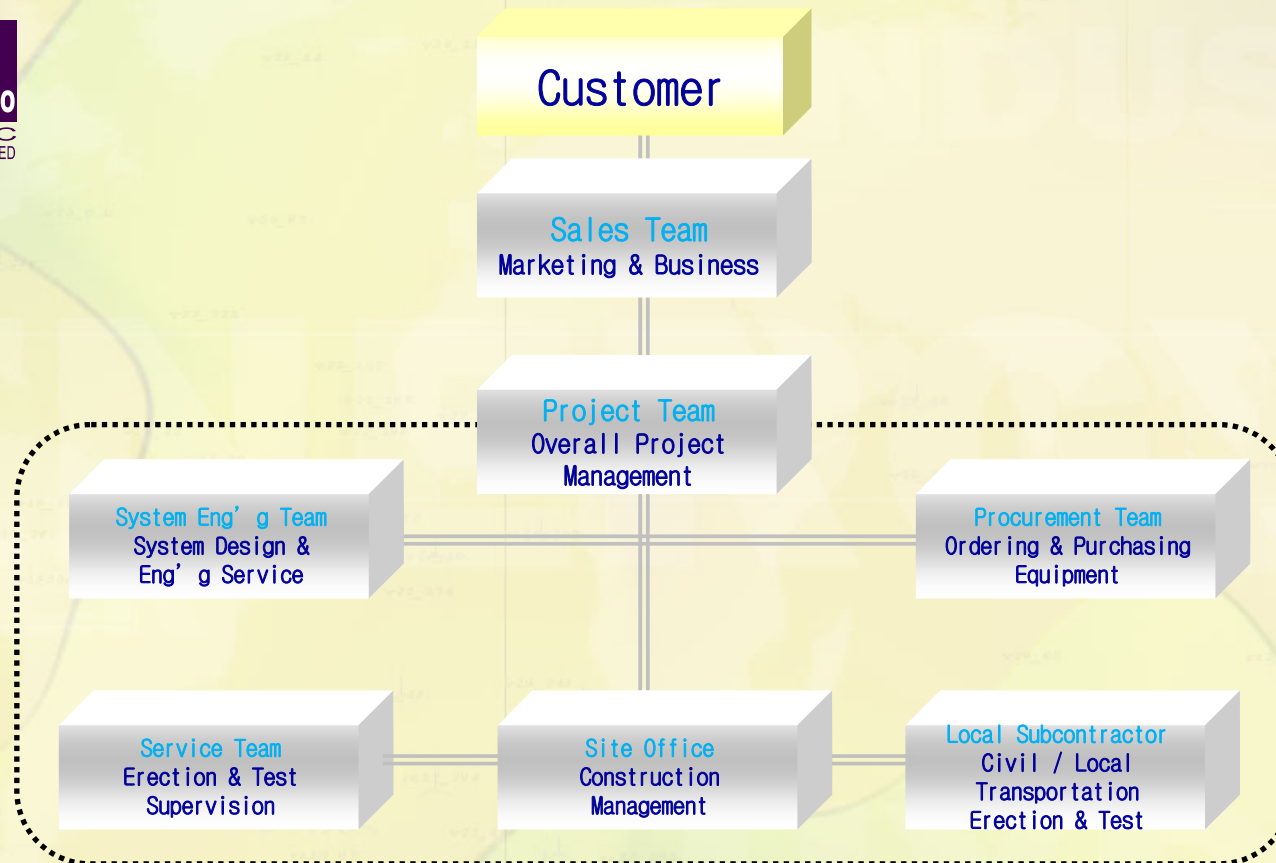 0
C
ED
Customer
Sales Team
Marketing & Business
Project Team
Overall Project
Management
System Eng’g Team
System Design &
Eng’g Service
Procurement Team
Ordering & Purchasing
Equipment
Service Team
Erection & Test
Supervision
Site Office
Construction
Management
Local Subcontractor
Civil / Local
Transportation
Erection & Test